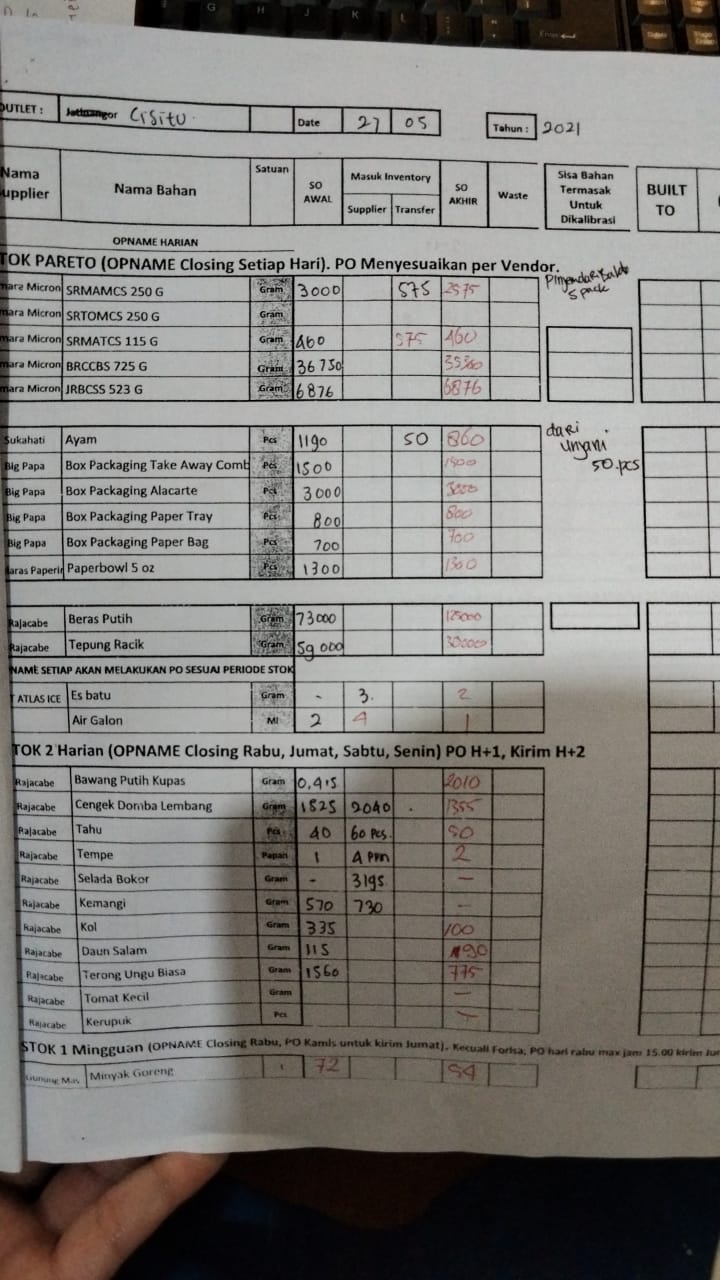 OUTLET : Jatinangor Cisitu Date 27 05 Tahun : 2021
Nama Supplier Nama Bahan Satuan SO AWAL Masuk Inventory Supplier Transfer SO AKHIR Waste Sisa Bahan Termasak Untuk Dikalibrasi BUILT TO
OPNAME HARIAN
TOK PARETO (OPNAME Closing Setiap Hari). PO Menyesuaikan per Vendor.
mara Micron SRMAMCS 250 G Gram 3000 575 2575 5 pack
mara Micron SRTOMCS 250 G Gram
mara Micron SRMATCS 115 G Gram 460 575 460
mara Micron BRCCBS 725 G Gram 36750
mara Micron JRBCSS 523 G Gram 6876 6876
Sukahati Ayam Pcs 1190 50 860 dari unyani 50 pcs
Big Papa Box Packaging Take Away Comb Pcs 1500 1500
Big Papa Box Packaging Alacarte Pcs 3000 3000
Big Papa Box Packaging Paper Tray Pcs 800 800
Big Papa Box Packaging Paper Bag Pcs 700 700
aras Paperin Paperbowl 5 oz Pcs 1300 1300
Rajacabe Beras Putih Gram 73000 125000
Rajacabe Tepung Racik Gram 59000 30000
NAME SETIAP AKAN MELAKUKAN PO SESUAI PERIODE STOK
T ATLAS ICE Es batu Gram - 3. 2
Air Galon Ml 2 4 1
TOK 2 Harian (OPNAME Closing Rabu, Jumat, Sabtu, Senin) PO H+1, Kirim H+2
Rajacabe Bawang Putih Kupas Gram 0,415 2010
Rajacabe Cengek Domba Lembang Gram 1825 2040 . 1355
Rajacabe Tahu Pcs 40 60 Pcs. 50
Rajacabe Tempe Papan 1 4 PPn 2
Rajacabe Selada Bokor Gram - 3195 -
Rajacabe Kemangi Gram 570 730 -
Rajacabe Kol Gram 335 100
Rajacabe Daun Salam Gram 115 190
Rajacabe Terong Ungu Biasa Gram 1560 775
Rajacabe Tomat Kecil Gram -
Rajacabe Kerupuk Pcs -
STOK 1 Mingguan (OPNAME Closing Rabu, PO Kamis untuk kirim Jumat). Kecuali Forisa, PO hari rabu max jam 15.00 kirim Jum
Gunung Mas Minyak Goreng 72 54